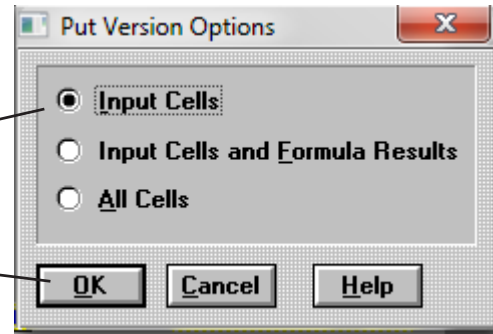 Put Version Options
Input Cells
Input Cells and Formula Results
All Cells
OK Cancel Help